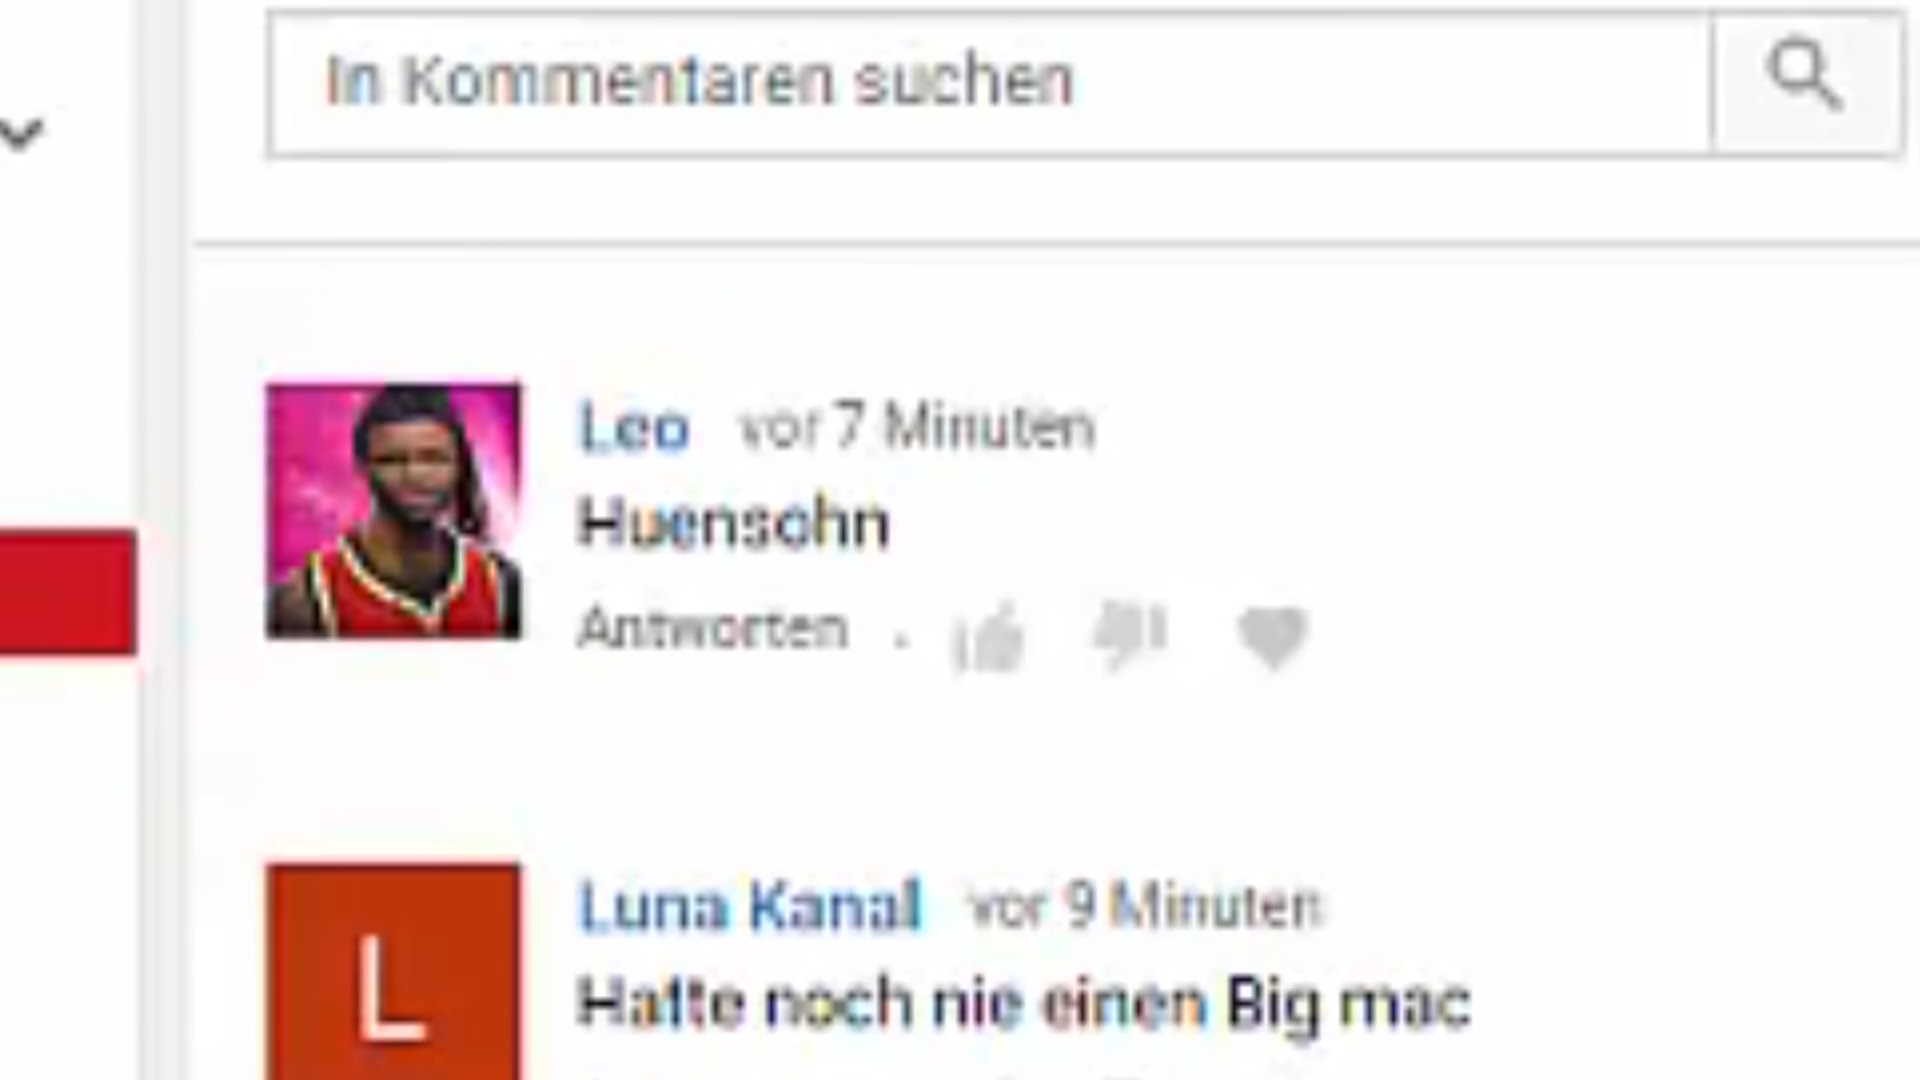 In Kommentaren suchen
Leo vor 7 Minuten
Huensohn
Antworten
L
Luna Kanal vor 9 Minuten
Hatte noch nie einen Big mac